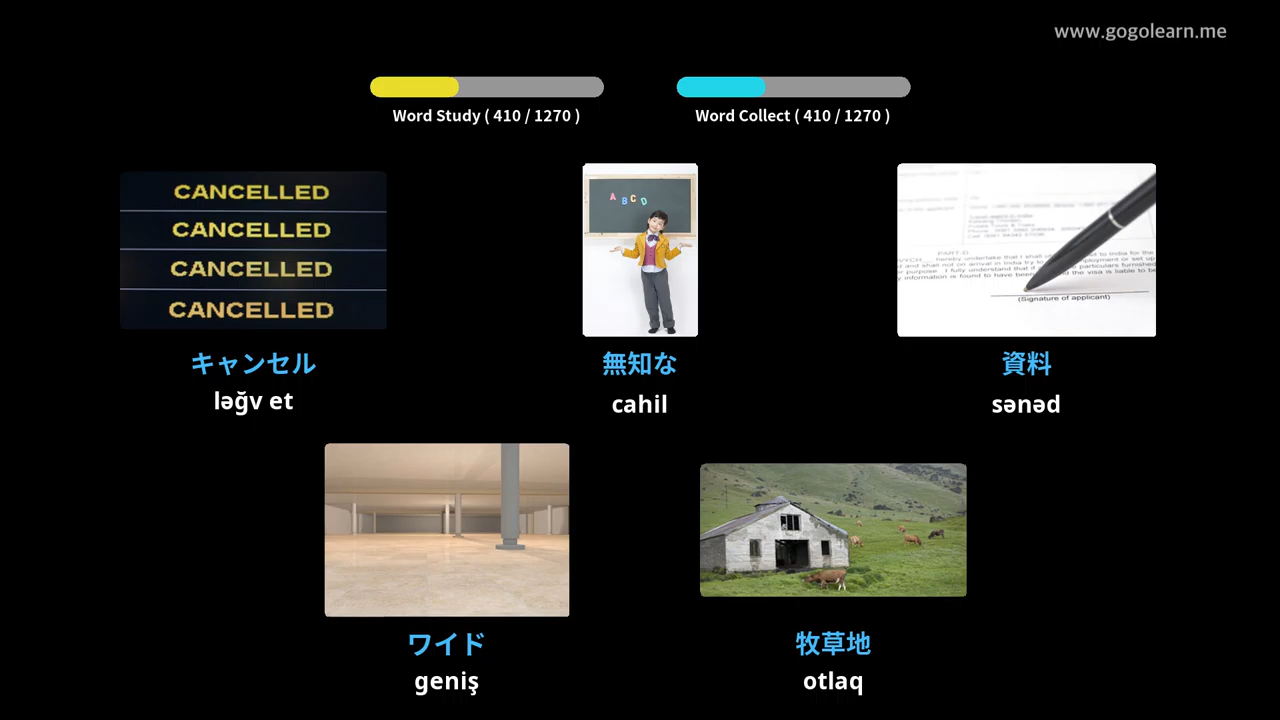 www.gogolearn.me
Word Study ( 410 / 1270 )
Word Collect ( 410 / 1270 )
CANCELLED
CANCELLED
CANCELLED
CANCELLED
A B C D
PART D
(Signature of applicant)
キャンセル
ləğv et
無知な
cahil
資料
sənəd
ワイド
geniş
牧草地
otlaq